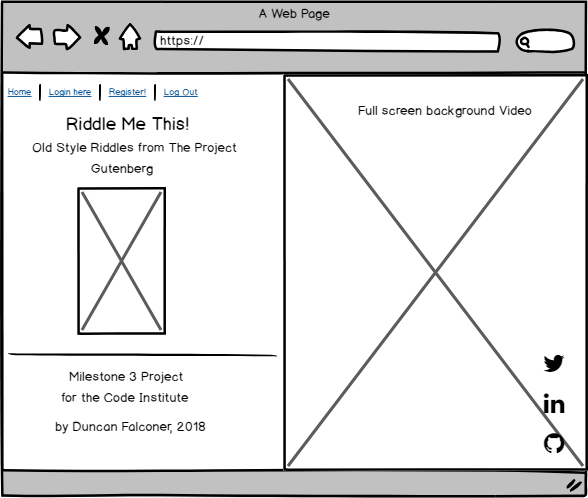 A Web Page
https://
Home Login here Register! Log Out
Riddle Me This!
Old Style Riddles from The Project
Gutenberg
Milestone 3 Project
for the Code Institute
by Duncan Falconer, 2018
Full screen background Video
in